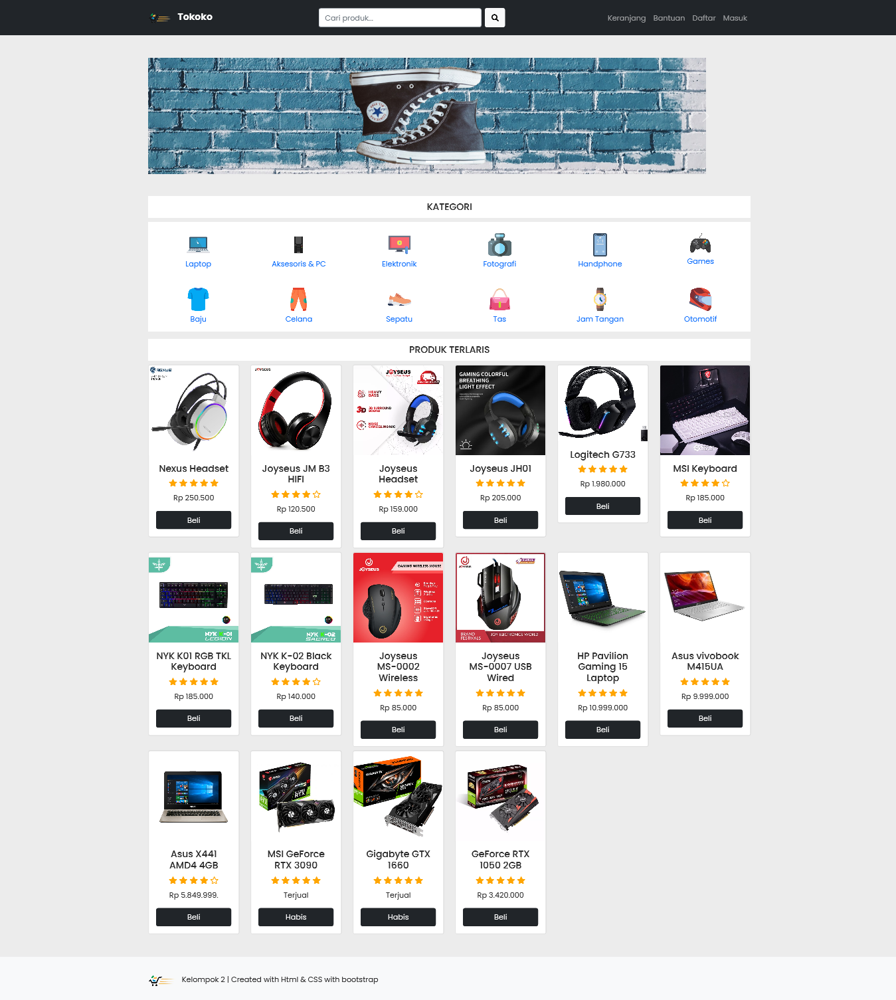 Tokoko
Cari produk...
Keranjang Bantuan Daftar Masuk
KATEGORI
Laptop
Aksesoris & PC
Elektronik
Fotografi
Handphone
Games
Baju
Celana
Sepatu
Tas
Jam Tangan
Otomotif
PRODUK TERLARIS
REXUS
JOYSEUS
JOYSEUS
HEAVY BASS
3D
3D SURROUND SOUND
NOISE CANCELLING MIC
GAMING COLORFUL
BREATHING
LIGHT EFFECT
Nexus Headset
Rp 250.500
Beli
Joyseus JM B3 HIFI
Rp 120.500
Beli
Joyseus Headset
Rp 159.000
Beli
Joyseus JH01
Rp 205.000
Beli
Logitech G733
Rp 1.980.000
Beli
MSI Keyboard
Rp 185.000
Beli
NYK K-01
LEGION
NYK K-02
SACRED
JOYSEUS
GAMING WIRELESS MOUSE
JOYSEUS
GLOBAL
BRAND FESTIVALS
JOY ELECTRONICS WORLD
NYK K01 RGB TKL Keyboard
Rp 185.000
Beli
NYK K-02 Black Keyboard
Rp 140.000
Beli
Joyseus MS-0002 Wireless
Rp 85.000
Beli
Joyseus MS-0007 USB Wired
Rp 85.000
Beli
HP Pavilion Gaming 15 Laptop
Rp 10.999.000
Beli
Asus vivobook M415UA
Rp 9.999.000
Beli
Asus X441 AMD4 4GB
Rp 5.849.999.
Beli
MSI GeForce RTX 3090
Terjual
Habis
GIGABYTE
Gigabyte GTX 1660
Terjual
Habis
GeForce RTX 1050 2GB
Rp 3.420.000
Beli
Kelompok 2 | Created with Html & CSS with bootstrap